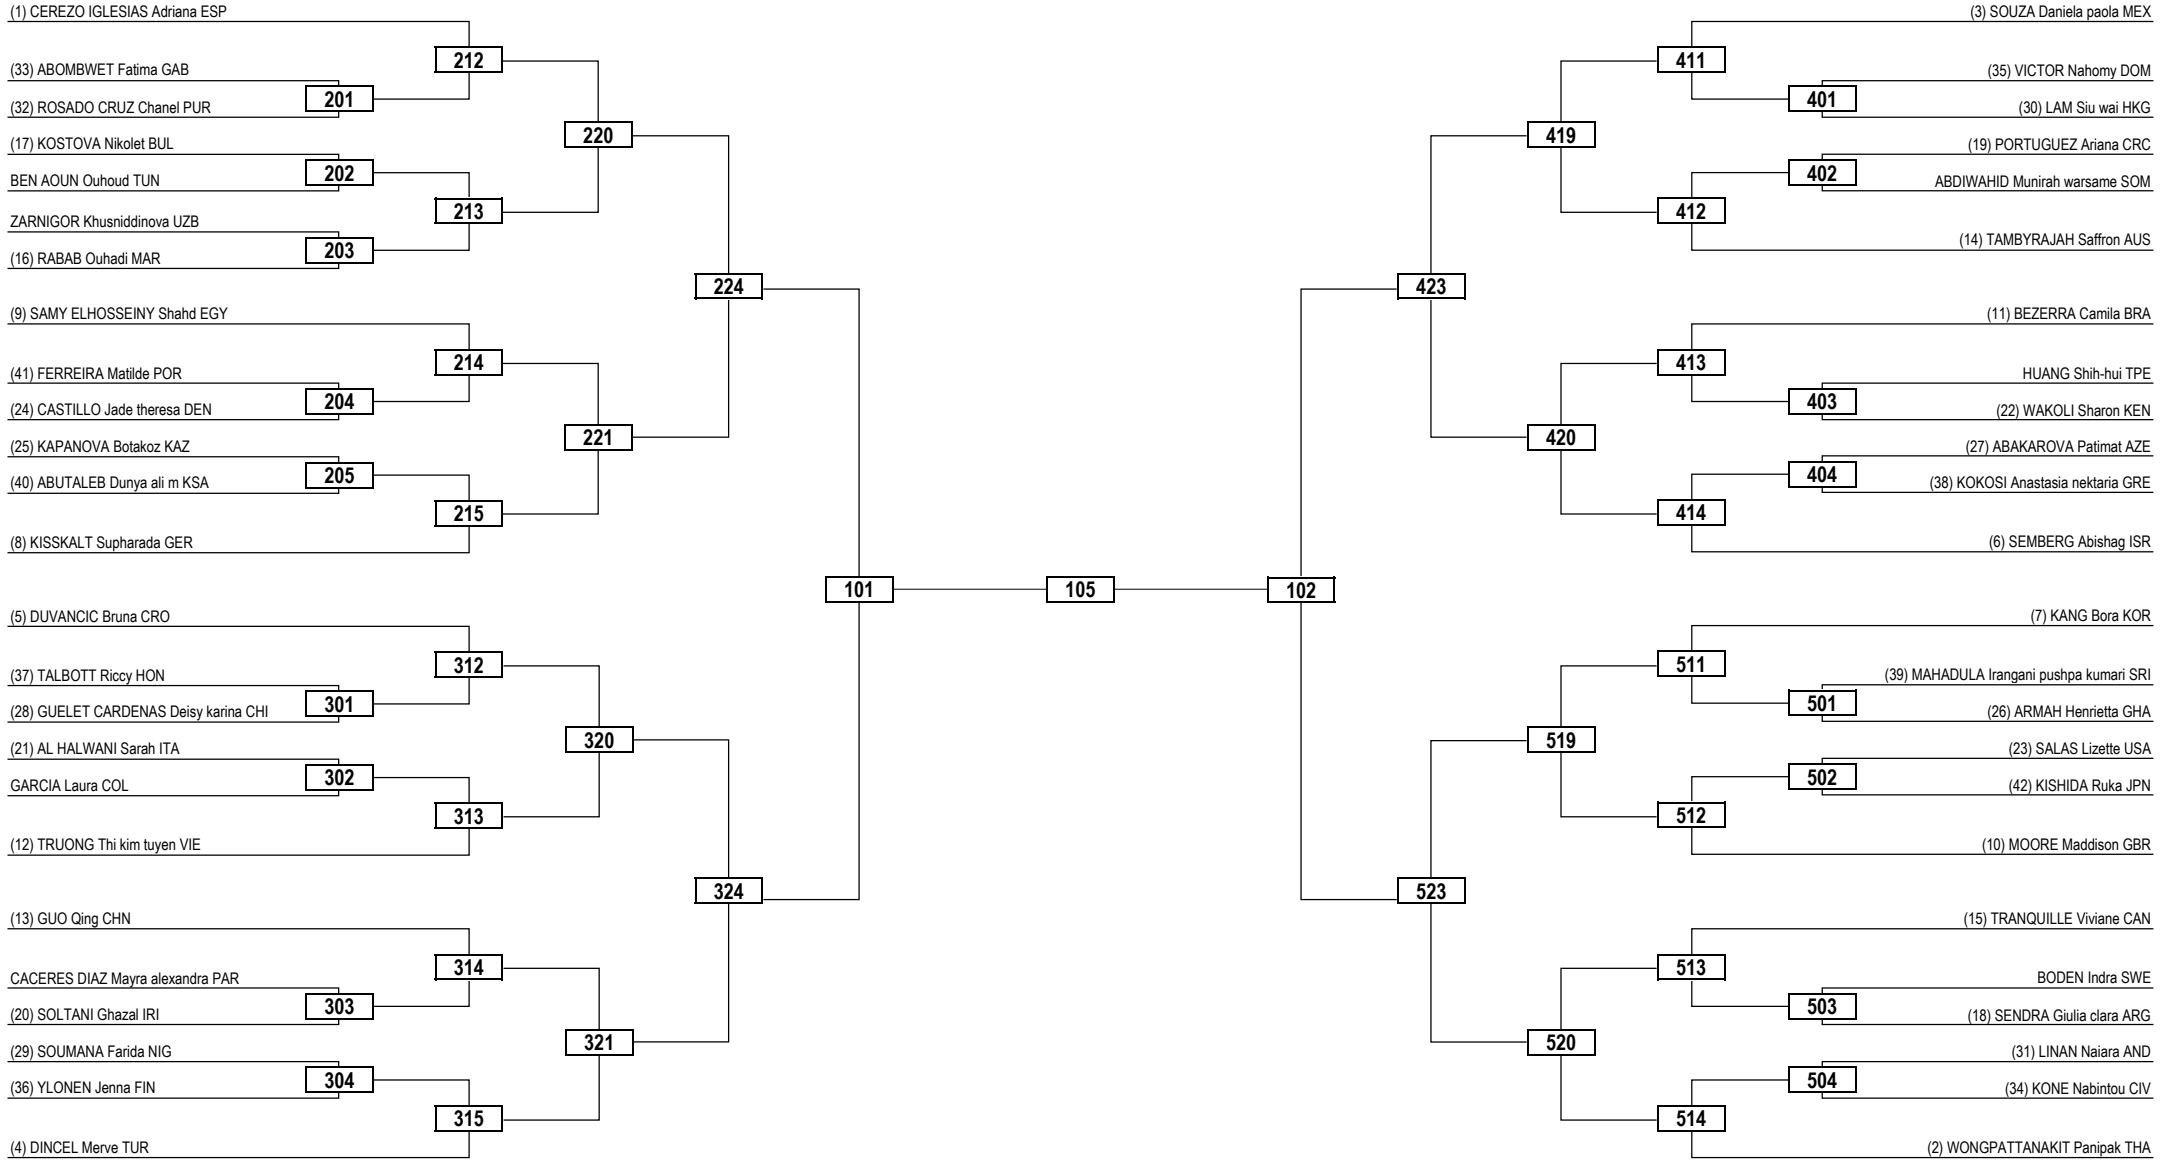 (1) CEREZO IGLESIAS Adriana ESP
(33) ABOMBWET Fatima GAB
(32) ROSADO CRUZ Chanel PUR
(17) KOSTOVA Nikolet BUL
BEN AOUN Ouhoud TUN
ZARNIGOR Khusniddinova UZB
(16) RABAB Ouhadi MAR
(9) SAMY ELHOSSEINY Shahd EGY
(41) FERREIRA Matilde POR
(24) CASTILLO Jade theresa DEN
(25) KAPANOVA Botakoz KAZ
(40) ABUTALEB Dunya ali m KSA
(8) KISSKALT Supharada GER
(5) DUVANCIC Bruna CRO
(37) TALBOTT Riccy HON
(28) GUELET CARDENAS Deisy karina CHI
(21) AL HALWANI Sarah ITA
GARCIA Laura COL
(12) TRUONG Thi kim tuyen VIE
(13) GUO Qing CHN
CACERES DIAZ Mayra alexandra PAR
(20) SOLTANI Ghazal IRI
(29) SOUMANA Farida NIG
(36) YLONEN Jenna FIN
(4) DINCEL Merve TUR
201
202
203
204
205
301
302
303
304
212
213
214
215
312
313
314
315
220
221
320
321
224
324
101
105
102
423
523
419
420
519
520
411
412
413
414
511
512
513
514
401
402
403
404
501
502
503
504
(3) SOUZA Daniela paola MEX
(35) VICTOR Nahomy DOM
(30) LAM Siu wai HKG
(19) PORTUGUEZ Ariana CRC
ABDIWAHID Munirah warsame SOM
(14) TAMBYRAJAH Saffron AUS
(11) BEZERRA Camila BRA
HUANG Shih-hui TPE
(22) WAKOLI Sharon KEN
(27) ABAKAROVA Patimat AZE
(38) KOKOSI Anastasia nektaria GRE
(6) SEMBERG Abishag ISR
(7) KANG Bora KOR
(39) MAHADULA Irangani pushpa kumari SRI
(26) ARMAH Henrietta GHA
(23) SALAS Lizette USA
(42) KISHIDA Ruka JPN
(10) MOORE Maddison GBR
(15) TRANQUILLE Viviane CAN
BODEN Indra SWE
(18) SENDRA Giulia clara ARG
(31) LINAN Naiara AND
(34) KONE Nabintou CIV
(2) WONGPATTANAKIT Panipak THA